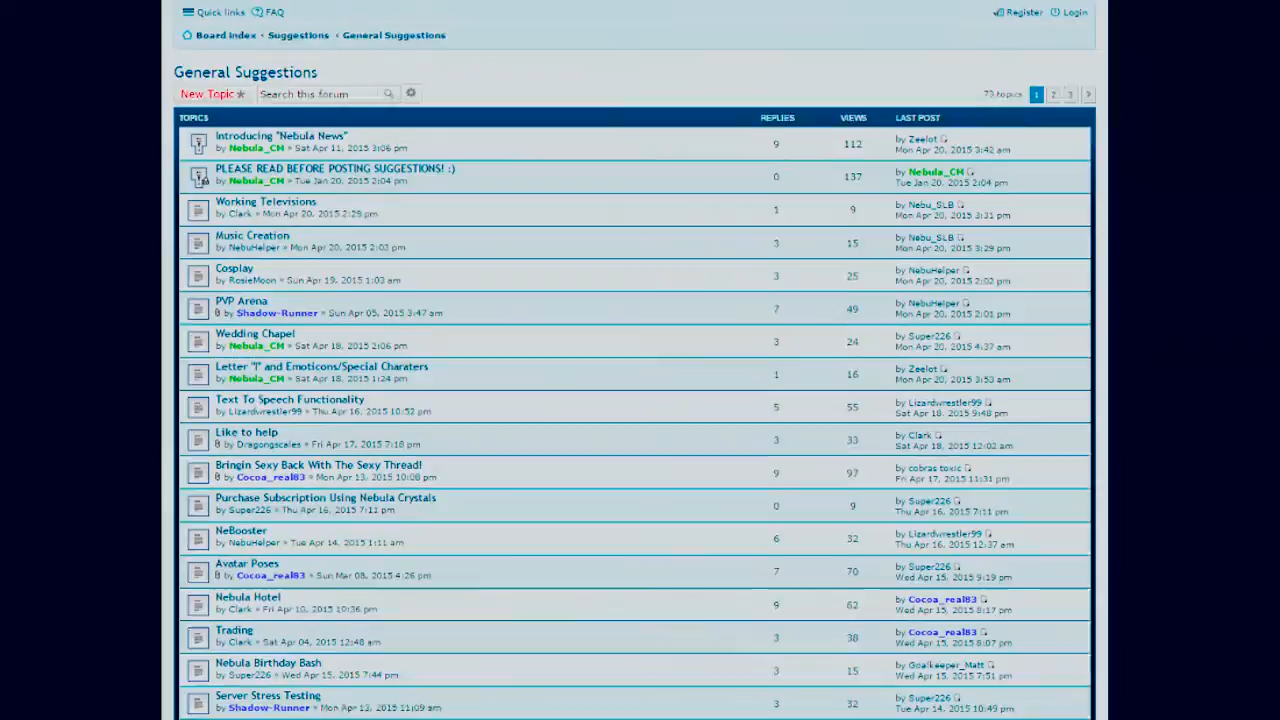 Quick links FAQ Register Login
Board index ‹ Suggestions ‹ General Suggestions
General Suggestions
New Topic Search this forum 73 topics 1 2 3
TOPICS REPLIES VIEWS LAST POST
Introducing "Nebula News" 9 112 by Zeelot
by Nebula_CM » Sat Apr 11, 2015 3:06 pm Mon Apr 20, 2015 3:42 am
PLEASE READ BEFORE POSTING SUGGESTIONS! :) 0 137 by Nebula_CM
by Nebula_CM » Tue Jan 20, 2015 2:04 pm Tue Jan 20, 2015 2:04 pm
Working Televisions 1 9 by Nebu_SLB
by Clark » Mon Apr 20, 2015 2:29 pm Mon Apr 20, 2015 3:31 pm
Music Creation 3 15 by Nebu_SLB
by NebuHelper » Mon Apr 20, 2015 2:03 pm Mon Apr 20, 2015 3:29 pm
Cosplay 3 25 by NebuHelper
by RosieMoon » Sun Apr 19, 2015 1:03 am Mon Apr 20, 2015 2:02 pm
PVP Arena 7 49 by NebuHelper
by Shadow-Runner » Sun Apr 05, 2015 3:47 am Mon Apr 20, 2015 2:01 pm
Wedding Chapel 3 24 by Super226
by Nebula_CM » Sat Apr 18, 2015 2:06 pm Mon Apr 20, 2015 4:37 am
Letter "I" and Emoticons/Special Charaters 1 16 by Zeelot
by Nebula_CM » Sat Apr 18, 2015 1:24 pm Mon Apr 20, 2015 3:53 am
Text To Speech Functionality 5 55 by Lizardwrestler99
by Lizardwrestler99 » Thu Apr 16, 2015 10:52 pm Sat Apr 18, 2015 9:48 pm
Like to help 3 33 by Clark
by Dragongscales » Fri Apr 17, 2015 7:18 pm Sat Apr 18, 2015 12:02 am
Bringin Sexy Back With The Sexy Thread! 9 97 by cobras toxic
by Cocoa_real83 » Mon Apr 13, 2015 10:08 pm Fri Apr 17, 2015 11:31 pm
Purchase Subscription Using Nebula Crystals 0 9 by Super226
by Super226 » Thu Apr 16, 2015 7:11 pm Thu Apr 16, 2015 7:11 pm
NeBooster 6 32 by Lizardwrestler99
by NebuHelper » Tue Apr 14, 2015 1:11 am Thu Apr 16, 2015 12:37 am
Avatar Poses 7 70 by Super226
by Cocoa_real83 » Sun Mar 08, 2015 4:26 pm Wed Apr 15, 2015 9:19 pm
Nebula Hotel 9 62 by Cocoa_real83
by Clark » Fri Apr 10, 2015 10:36 pm Wed Apr 15, 2015 8:17 pm
Trading 3 38 by Cocoa_real83
by Clark » Sat Apr 04, 2015 12:48 am Wed Apr 15, 2015 8:07 pm
Nebula Birthday Bash 3 15 by Goalkeeper_Matt
by Super226 » Wed Apr 15, 2015 7:44 pm Wed Apr 15, 2015 7:51 pm
Server Stress Testing 3 32 by Super226
by Shadow-Runner » Mon Apr 13, 2015 11:09 am Tue Apr 14, 2015 10:49 pm